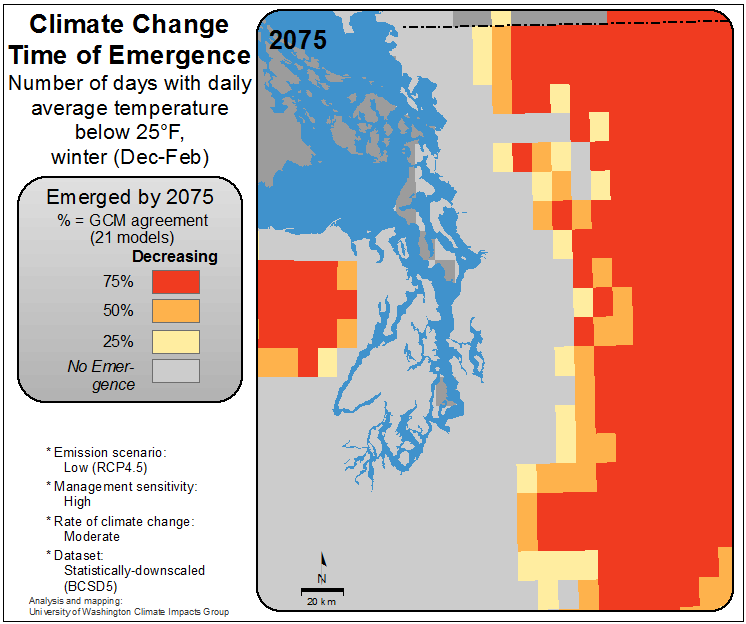 Climate Change
Time of Emergence
Number of days with daily
average temperature
below 25°F,
winter (Dec-Feb)
Emerged by 2075
% = GCM agreement
(21 models)
Decreasing
75%
50%
25%
No Emer-
gence
* Emission scenario:
Low (RCP4.5)
* Management sensitivity:
High
* Rate of climate change:
Moderate
* Dataset:
Statistically-downscaled
(BCSD5)
Analysis and mapping:
University of Washington Climate Impacts Group
2075
N
20 km